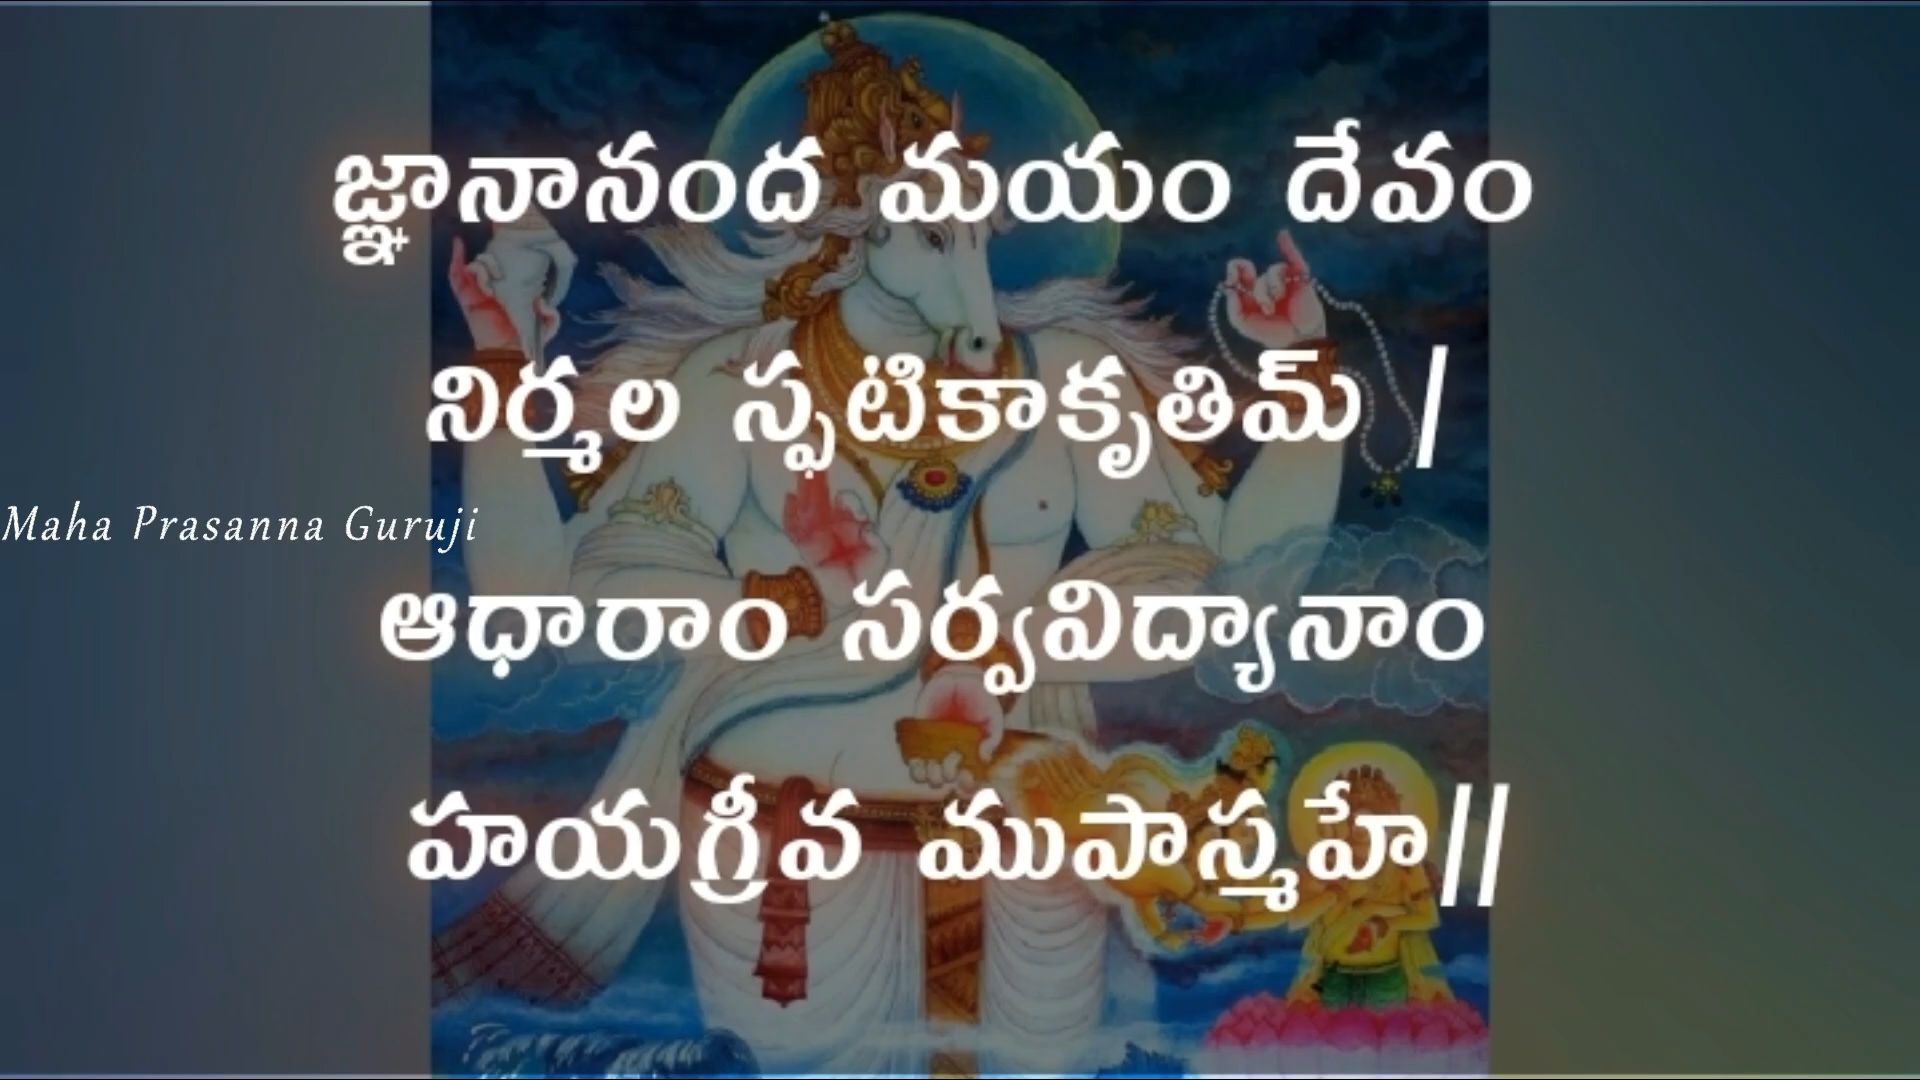 జ్ఞానానంద మయం దేవం
నిర్మల స్ఫటికాకృతిమ్ |
Maha Prasanna Guruji
ఆధారాం సర్వవిద్యానాం
హయగ్రీవ ముపాస్మహే||